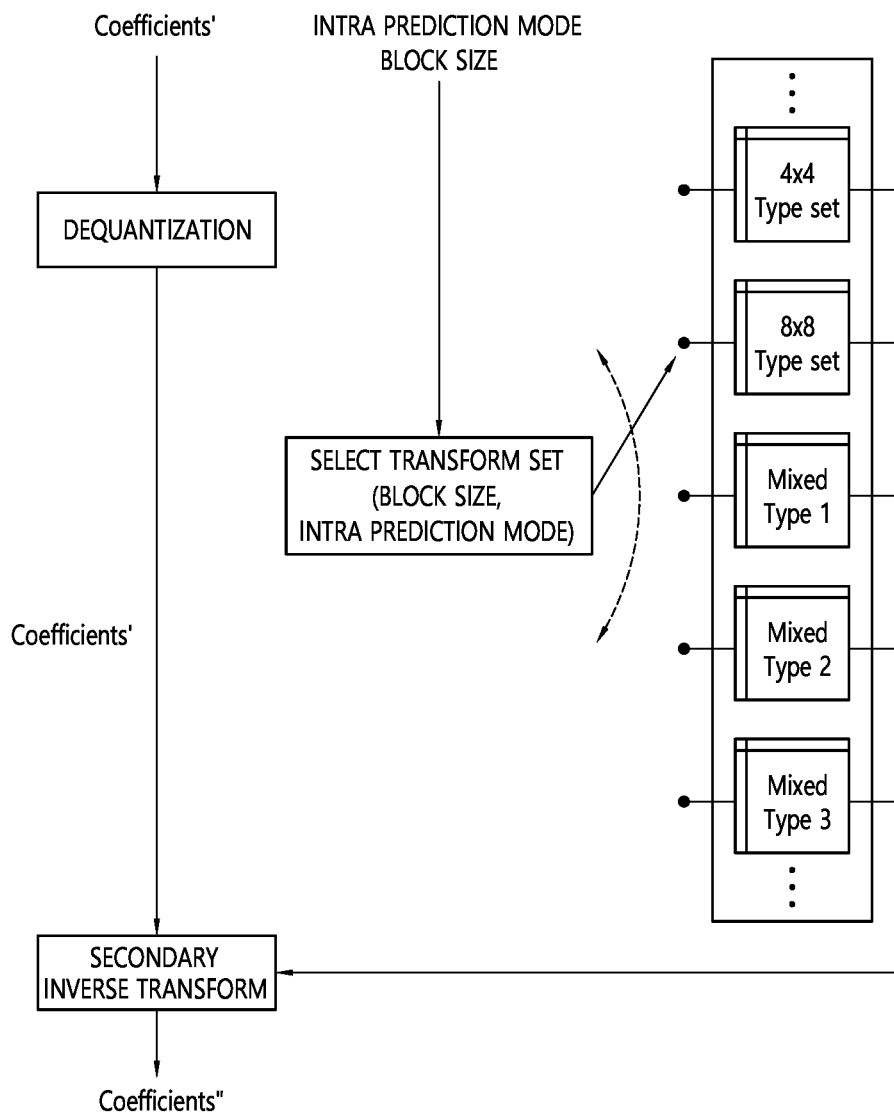 Coefficients'
INTRA PREDICTION MODE
BLOCK SIZE
4x4
Type set
DEQUANTIZATION
8x8
Type set
SELECT TRANSFORM SET
(BLOCK SIZE,
INTRA PREDICTION MODE)
Mixed
Type 1
Coefficients'
Mixed
Type 2
Mixed
Type 3
SECONDARY
INVERSE TRANSFORM
Coefficients"